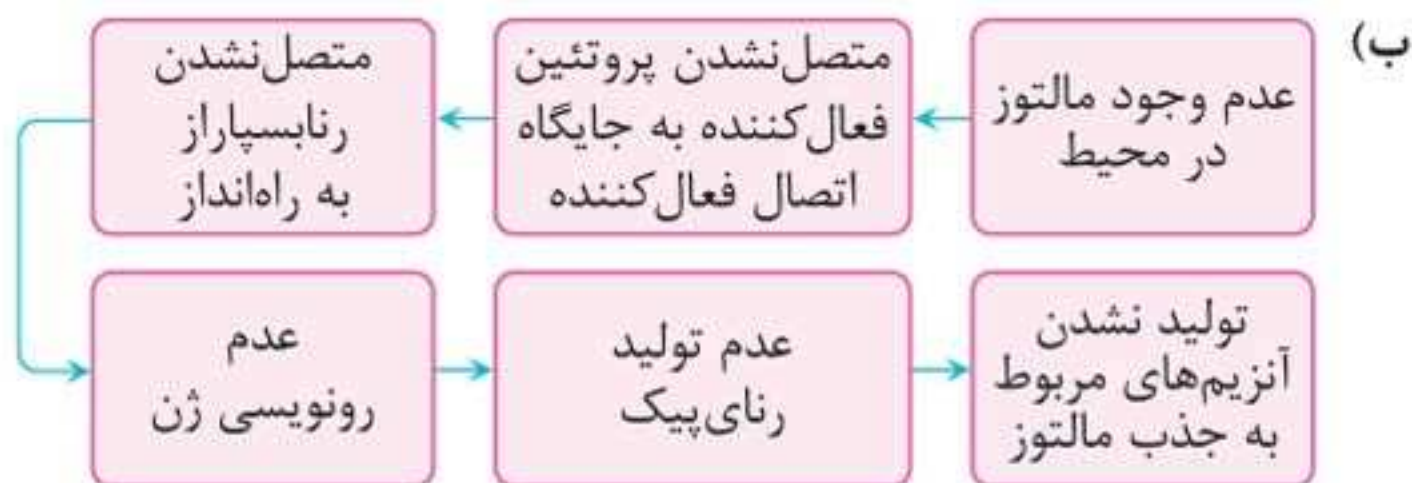 ب)
عدم وجود مالتوز
در محیط
متصل‌نشدن پروتئین
فعال‌کننده به جایگاه
اتصال فعال‌کننده
متصل‌نشدن
رنابسپاراز
به راه‌انداز
عدم
رونویسی ژن
عدم تولید
رنای‌پیک
تولید نشدن
آنزیم‌های مربوط
به جذب مالتوز